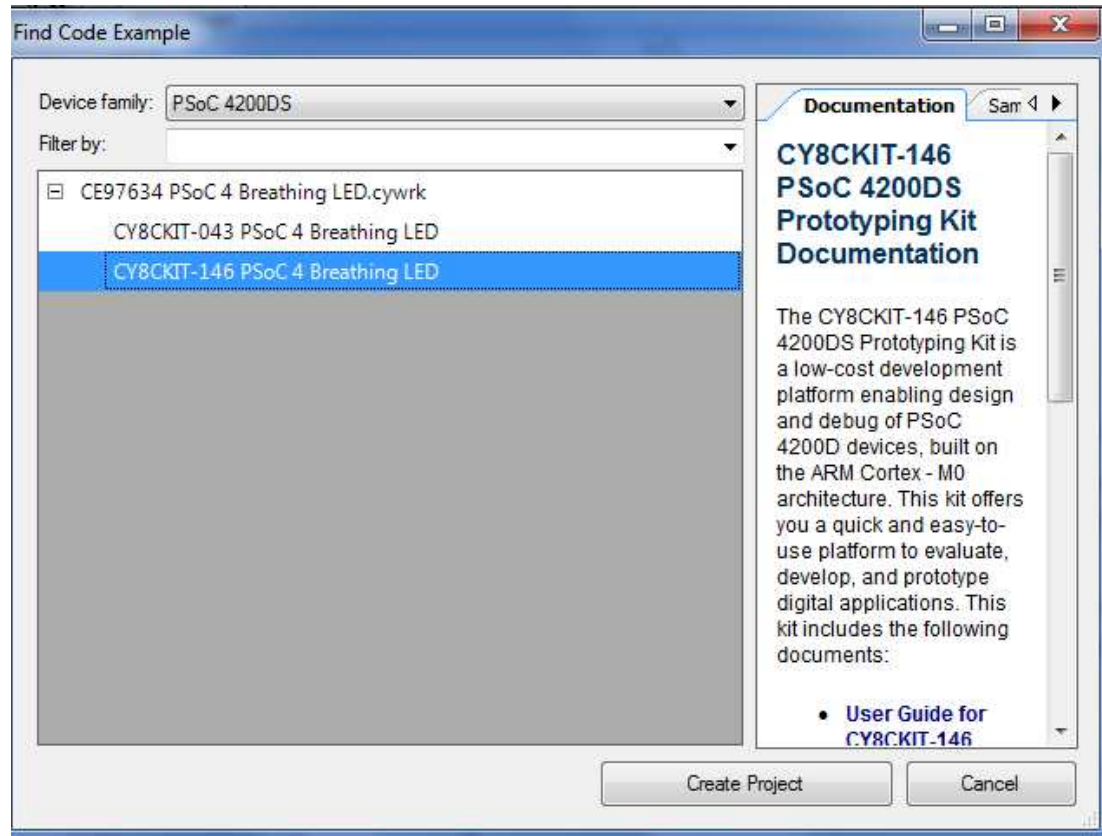 Find Code Example
Device family: PSoC 4200DS
Filter by:
CE97634 PSoC 4 Breathing LED.cywrk
CY8CKIT-043 PSoC 4 Breathing LED
CY8CKIT-146 PSoC 4 Breathing LED
Documentation
Sam
CY8CKIT-146
PSoC 4200DS
Prototyping Kit
Documentation
The CY8CKIT-146 PSoC
4200DS Prototyping Kit is
a low-cost development
platform enabling design
and debug of PSoC
4200D devices, built on
the ARM Cortex - M0
architecture. This kit offers
you a quick and easy-to-
use platform to evaluate,
develop, and prototype
digital applications. This
kit includes the following
documents:
• User Guide for
CY8CKIT-146
Create Project
Cancel